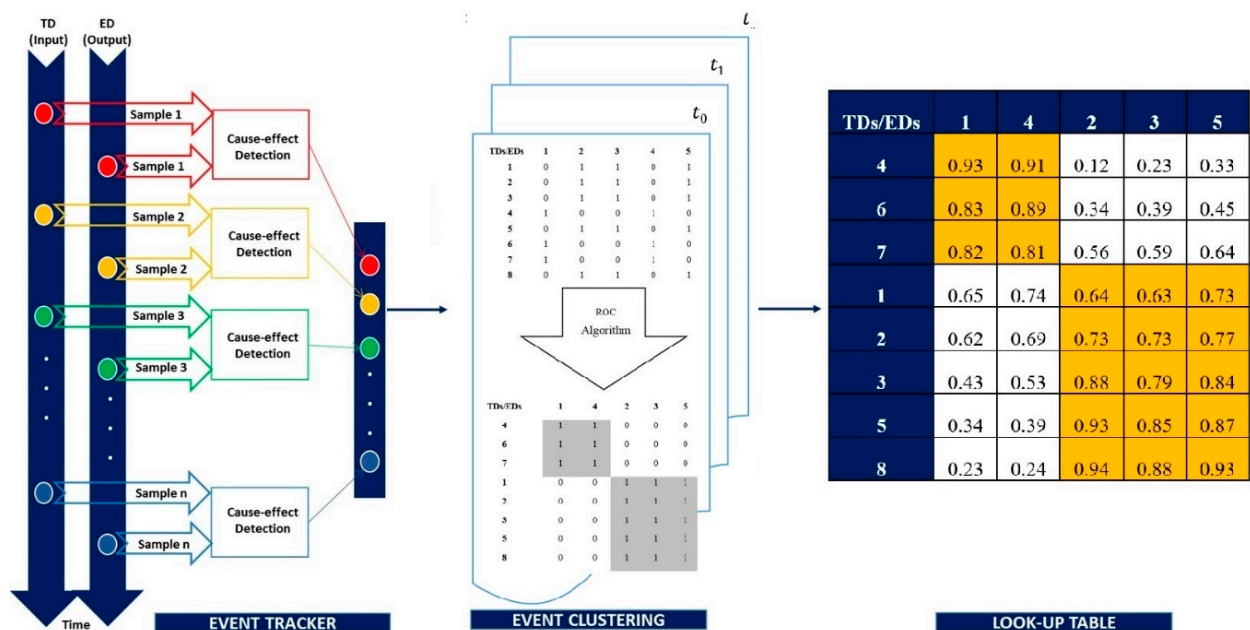 TD
(Input)
ED
(Output)
Sample 1
Sample 1
Cause-effect
Detection
Sample 2
Sample 2
Cause-effect
Detection
Sample 3
Sample 3
Cause-effect
Detection
Sample n
Sample n
Cause-effect
Detection
Time
EVENT TRACKER
t₁
t₀
TDs/EDs 1 2 3 4 5
1 0 1 1 0 1
2 0 1 1 0 1
3 0 1 1 0 1
4 1 0 0 1 0
5 0 1 1 0 1
6 1 0 0 1 0
7 1 0 0 1 0
8 0 1 1 0 1
ROC
Algorithm
TDs/EDs 1 4 2 3 5
4 1 1 0 0 0
6 1 1 0 0 0
7 1 1 0 0 0
1 0 0 1 1 1
2 0 0 1 1 1
3 0 0 1 1 1
5 0 0 1 1 1
8 0 0 1 1 1
EVENT CLUSTERING
TDs/EDs 1 4 2 3 5
4 0.93 0.91 0.12 0.23 0.33
6 0.83 0.89 0.34 0.39 0.45
7 0.82 0.81 0.56 0.59 0.64
1 0.65 0.74 0.64 0.63 0.73
2 0.62 0.69 0.73 0.73 0.77
3 0.43 0.53 0.88 0.79 0.84
5 0.34 0.39 0.93 0.85 0.87
8 0.23 0.24 0.94 0.88 0.93
LOOK-UP TABLE